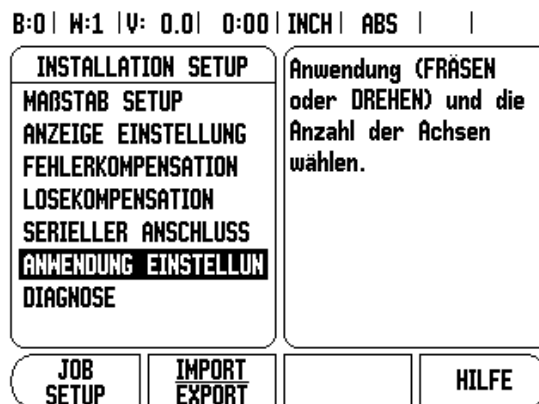 B:0 | W:1 | V: 0.0 | 0:00 | INCH | ABS | |
INSTALLATION SETUP
MAßSTAB SETUP
ANZEIGE EINSTELLUNG
FEHLERKOMPENSATION
LOSEKOMPENSATION
SERIELLER ANSCHLUSS
ANWENDUNG EINSTELLUN
DIAGNOSE
Anwendung (FRÄSEN
oder DREHEN) und die
Anzahl der Achsen
wählen.
JOB
SETUP
IMPORT
EXPORT
HILFE